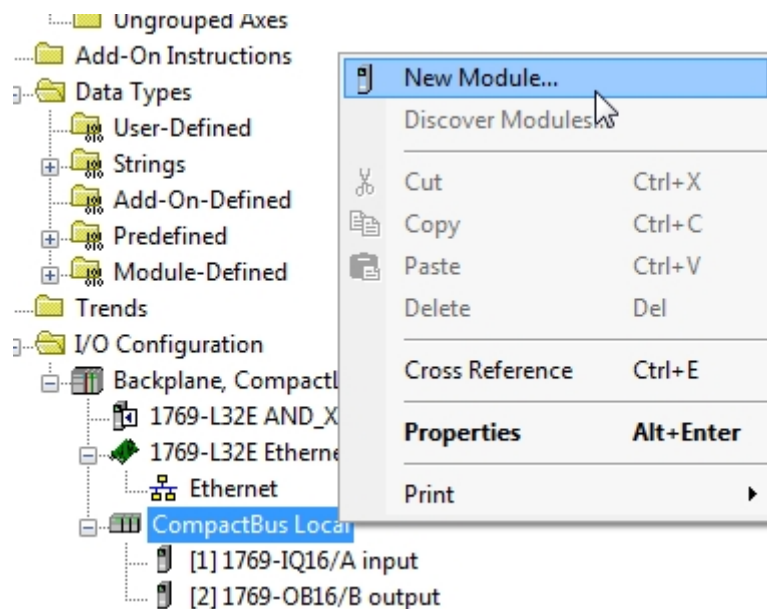 Ungrouped Axes
Add-On Instructions
Data Types
User-Defined
Strings
Add-On-Defined
Predefined
Module-Defined
Trends
I/O Configuration
Backplane, CompactL
1769-L32E AND_X
1769-L32E Etherne
Ethernet
CompactBus Local
[1] 1769-IQ16/A input
[2] 1769-OB16/B output
New Module...
Discover Modules...
Cut Ctrl+X
Copy Ctrl+C
Paste Ctrl+V
Delete Del
Cross Reference Ctrl+E
Properties Alt+Enter
Print